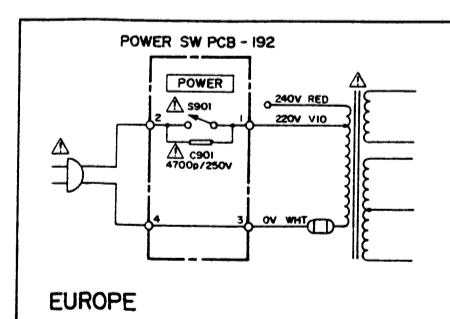 POWER SW PCB - 192
POWER
S901
240V RED
2
1
220V VIO
C901
4700p/250V
4
3
0V WHT
EUROPE